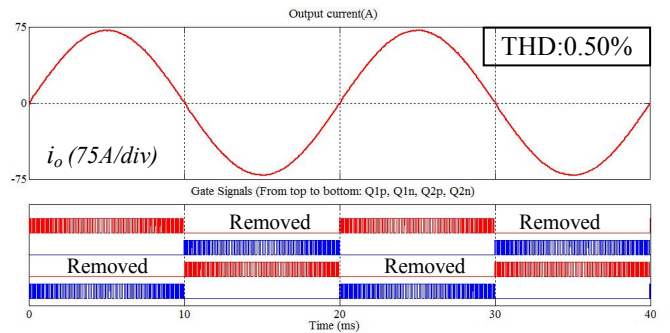 Output current(A)
75
THD:0.50%
0
i₀ (75A/div)
-75
Gate Signals (From top to bottom: Q1p, Q1n, Q2p, Q2n)
Removed Removed
Removed Removed
0 10 20 30 40
Time (ms)